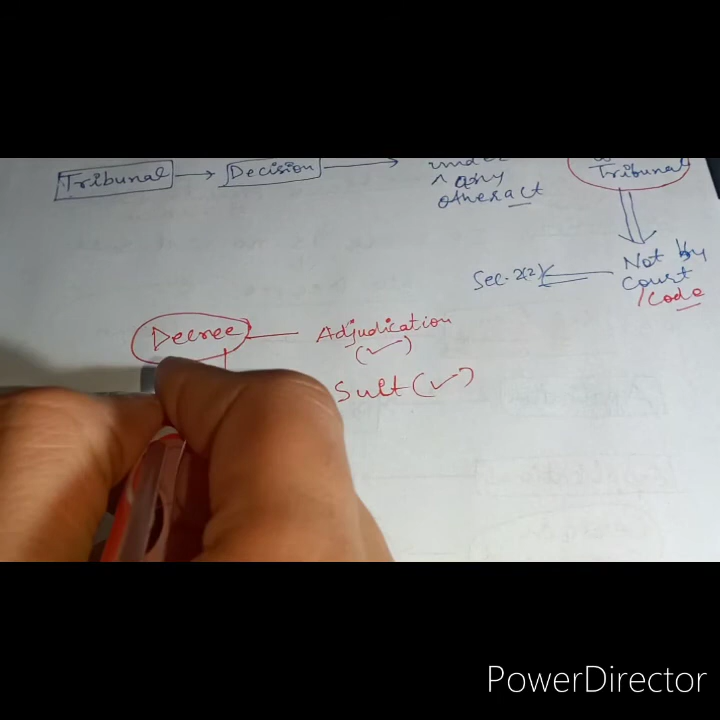 Tribunal → Decision →
any
other act
Tribunal
Not by
Court
/Code
Sec. 2(2)
Decree — Adjudication
(✓)
Suit (✓)
PowerDirector